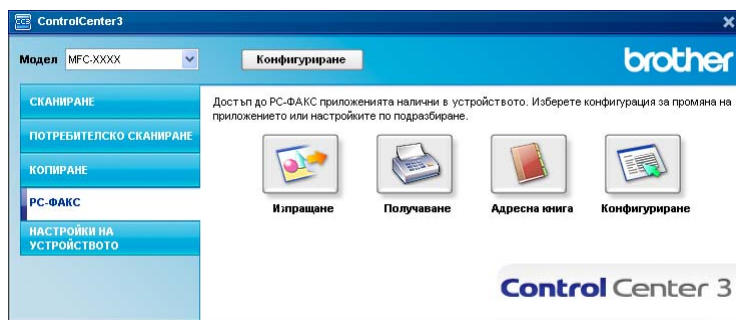 ControlCenter3
Модел MFC-XXXX Конфигуриране
brother
СКАНИРАНЕ
ПОТРЕБИТЕЛСКО СКАНИРАНЕ
КОПИРАНЕ
PC-ФАКС
НАСТРОЙКИ НА
УСТРОЙСТВОТО
Достъп до PC-ФАКС приложенията налични в устройството. Изберете конфигурация за промяна на
приложението или настройките по подразбиране.
Изпращане Получаване Адресна книга Конфигуриране
Control Center 3